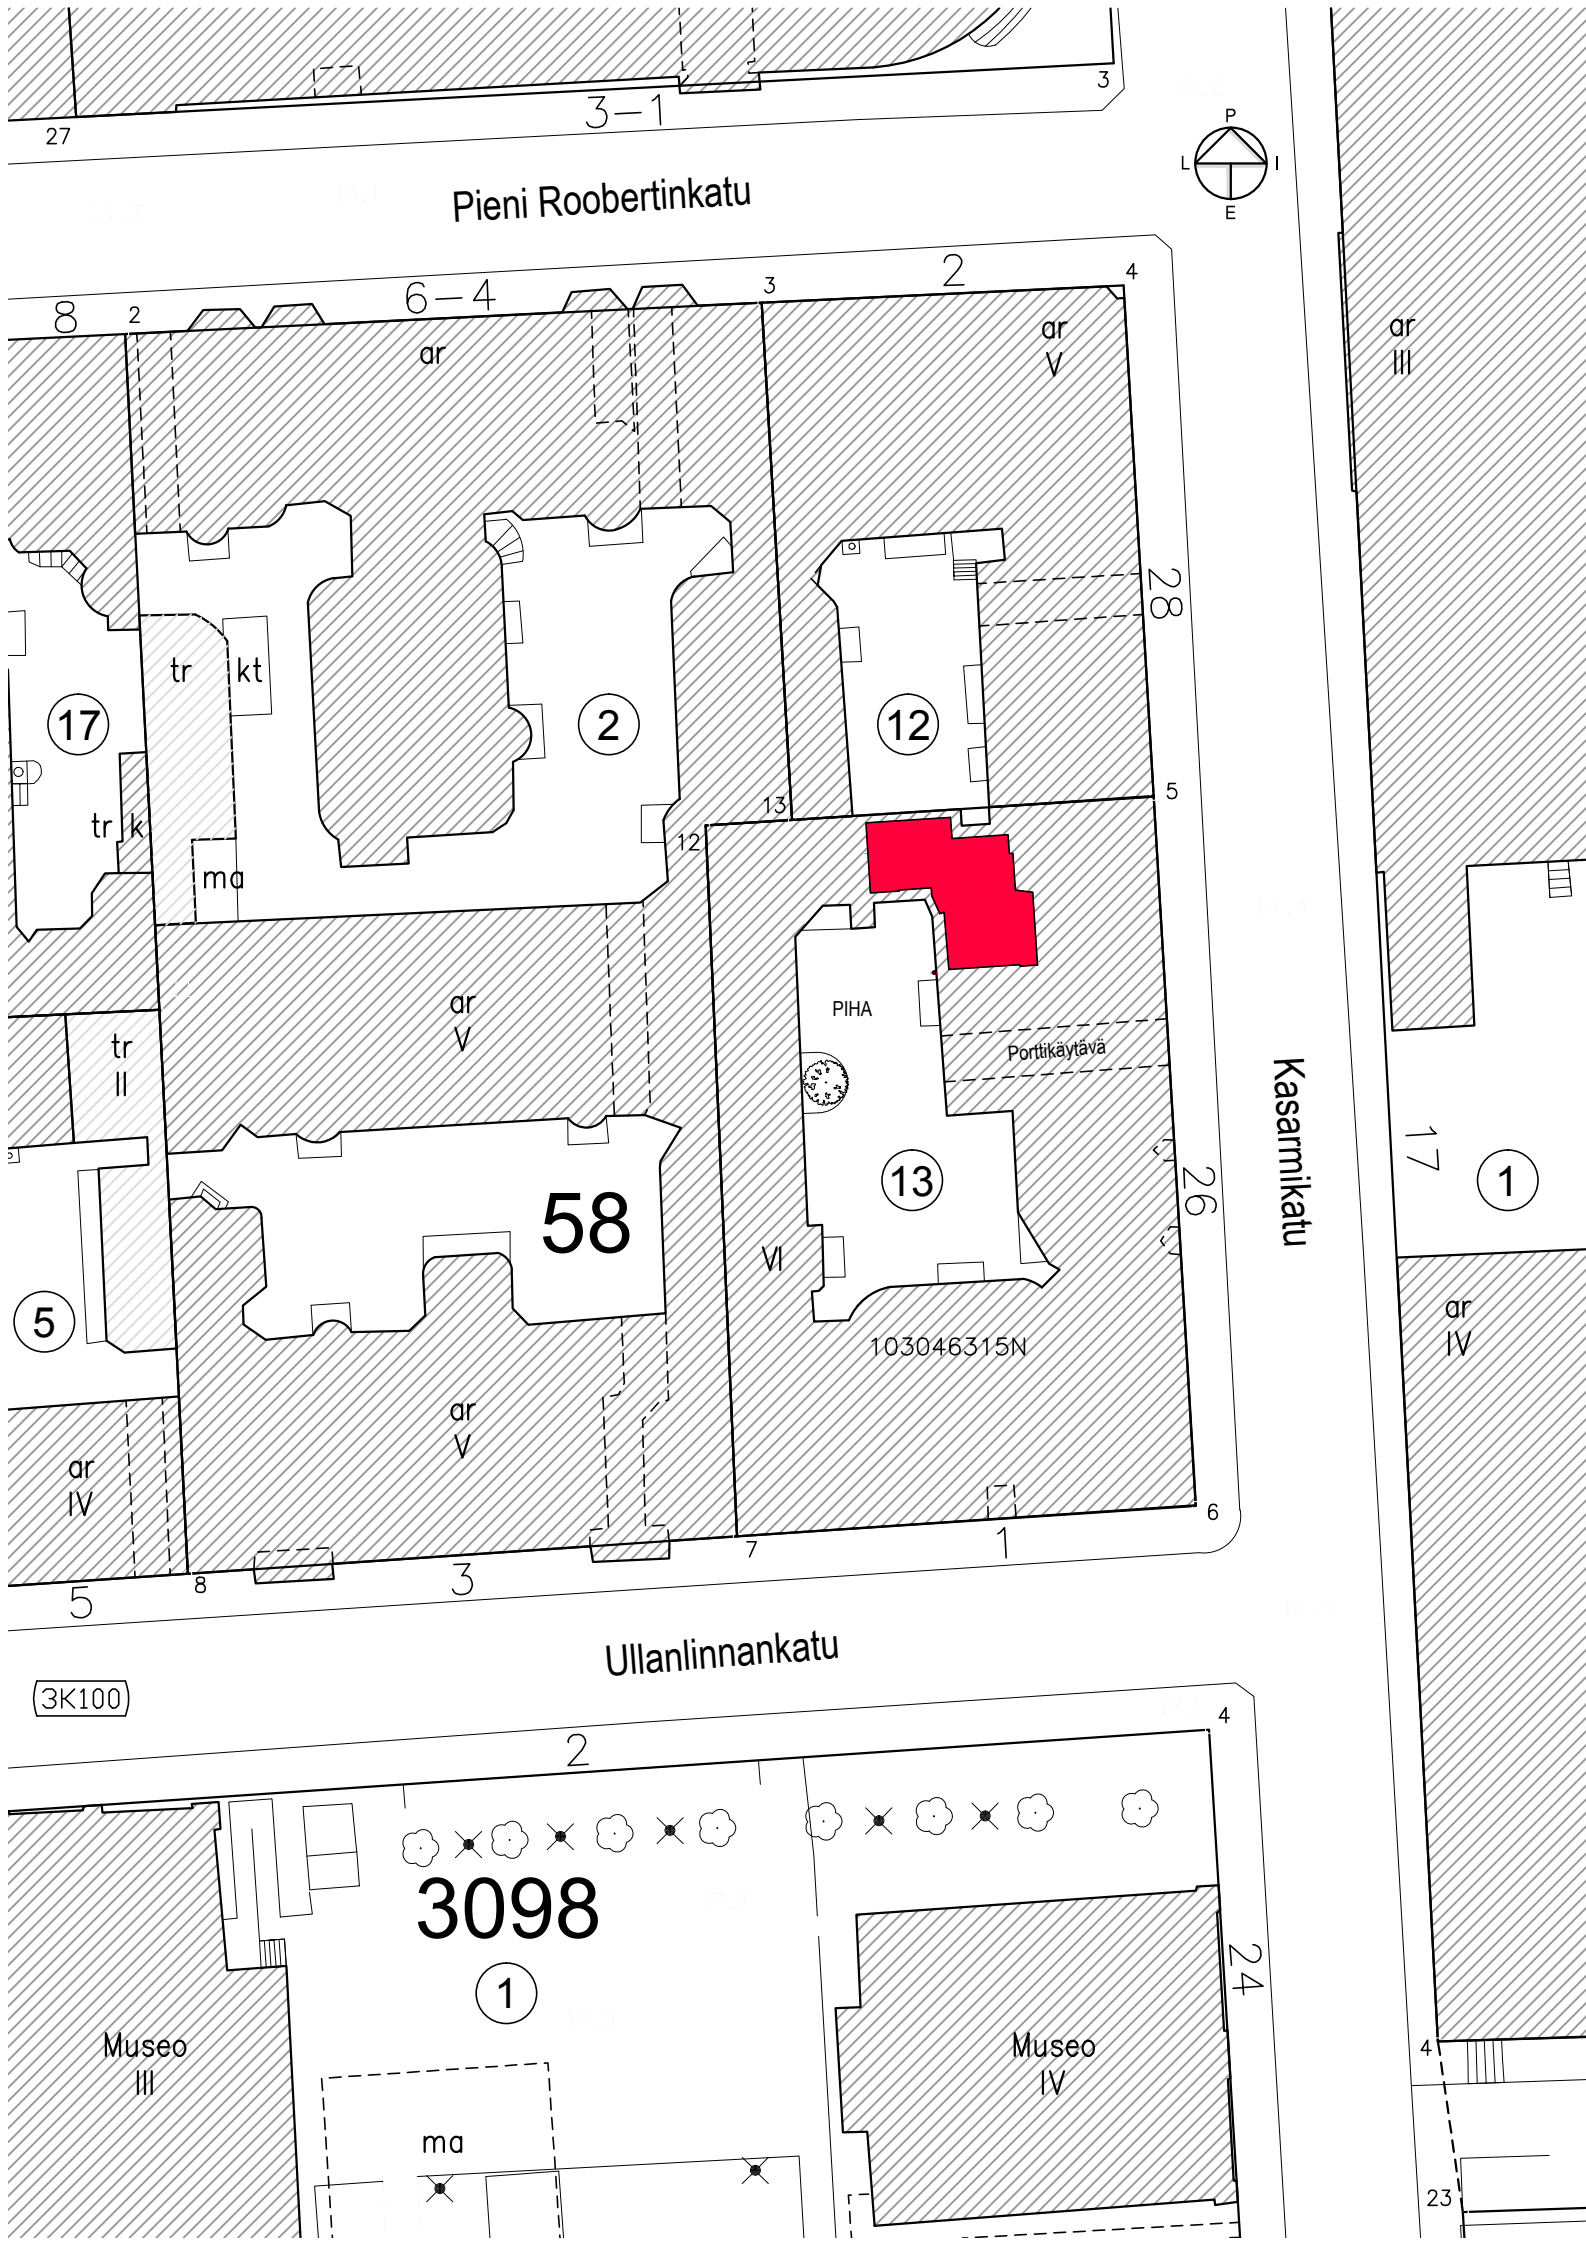 3
3-1
27
P
L I
E
Pieni Roobertinkatu
8
2
6-4
3
2
4
ar
ar
V
ar
III
28
tr
kt
17
2
12
tr k
13
5
12
ma
ar
V
PIHA
Porttikäytävä
tr
II
Kasarmikatu
17
1
13
26
58
VI
5
103046315N
ar
IV
ar
V
ar
IV
6
7
1
8
3
5
Ullanlinnankatu
3K100
4
2
3098
1
24
Museo
III
Museo
IV
4
ma
23